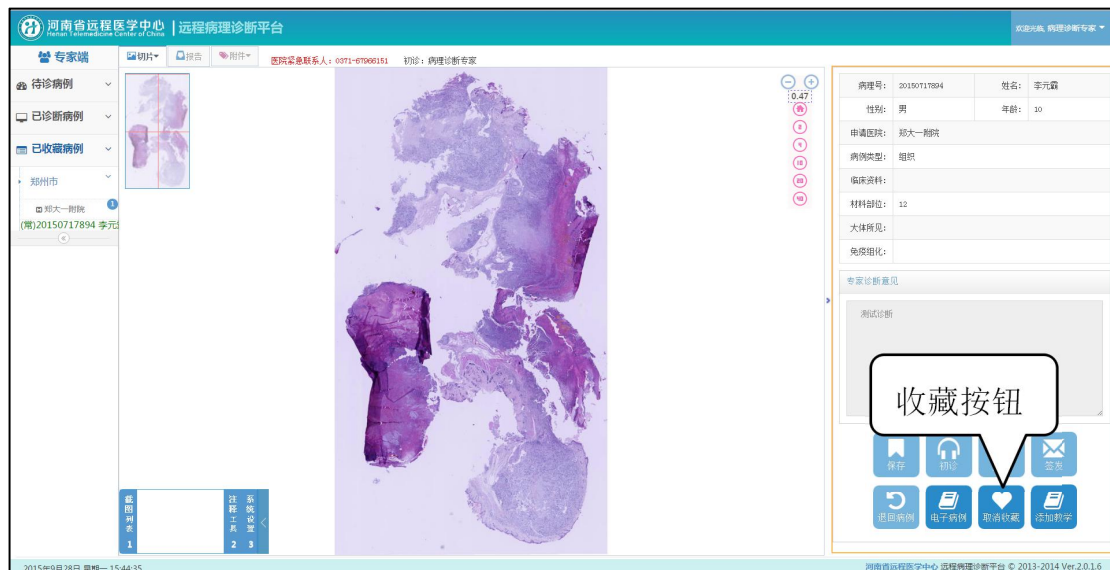 河南省远程医学中心 远程病理诊断平台
Henan Telemedicine Center of China
欢迎光临, 病理诊断专家
专家端
切片 报告 附件
医院紧急联系人: 0371-67966151 初诊: 病理诊断专家
待诊病例
已诊断病例
已收藏病例
郑州市
郑大一附院 1
(常)20150717894 李元
0.47
病理号: 20150717894 姓名: 李元霸
性别: 男 年龄: 10
申请医院: 郑大一附院
病例类型: 组织
临床资料:
材料部位: 12
大体所见:
免疫组化:
专家诊断意见
测试诊断
收藏按钮
保存 初诊 签发
退回病例 电子病例 取消收藏 添加教学
截图列表 1
注释工具 2
系统设置 3
2015年9月28日 星期一 15:44:35
河南省远程医学中心 远程病理诊断平台 © 2013-2014 Ver.2.0.1.6